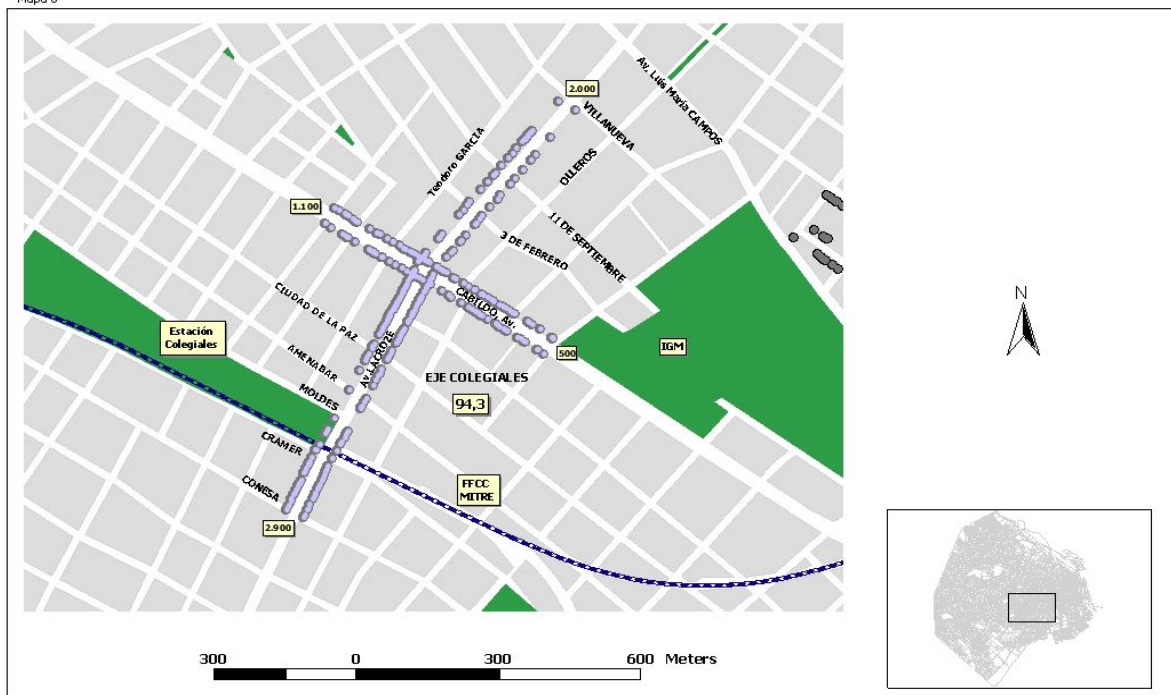 Mapa 6
2.000
Av. Luis María CAMPOS
VILLANUEVA
Teodoro GARCÍA
OLLEROS
1.100
11 DE SEPTIEMBRE
3 DE FEBRERO
CIUDAD DE LA PAZ
CABILDO, Av.
Estación
Colegiales
AMENABAR
Av.LACROZE
500
IGM
EJE COLEGIALES
MOLDES
94,3
CRAMER
CONESA
FFCC
MITRE
2.900
N
300 0 300 600 Meters